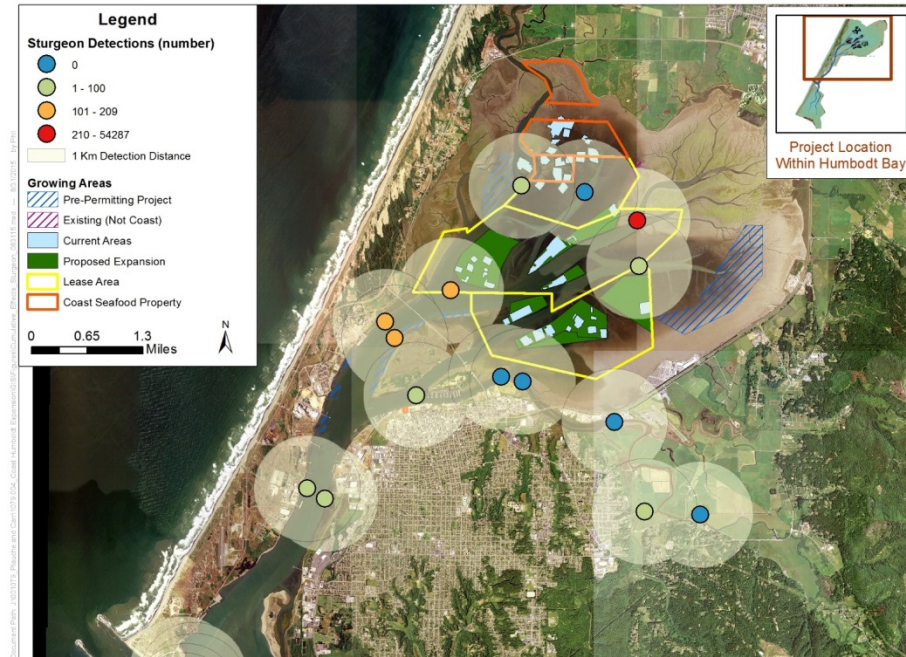 Legend
Sturgeon Detections (number)
0
1 - 100
101 - 209
210 - 54287
1 Km Detection Distance
Growing Areas
Pre-Permitting Project
Existing (Not Coast)
Current Areas
Proposed Expansion
Lease Area
Coast Seafood Property
0 0.65 1.3
Miles
N
Project Location
Within Humbodt Bay